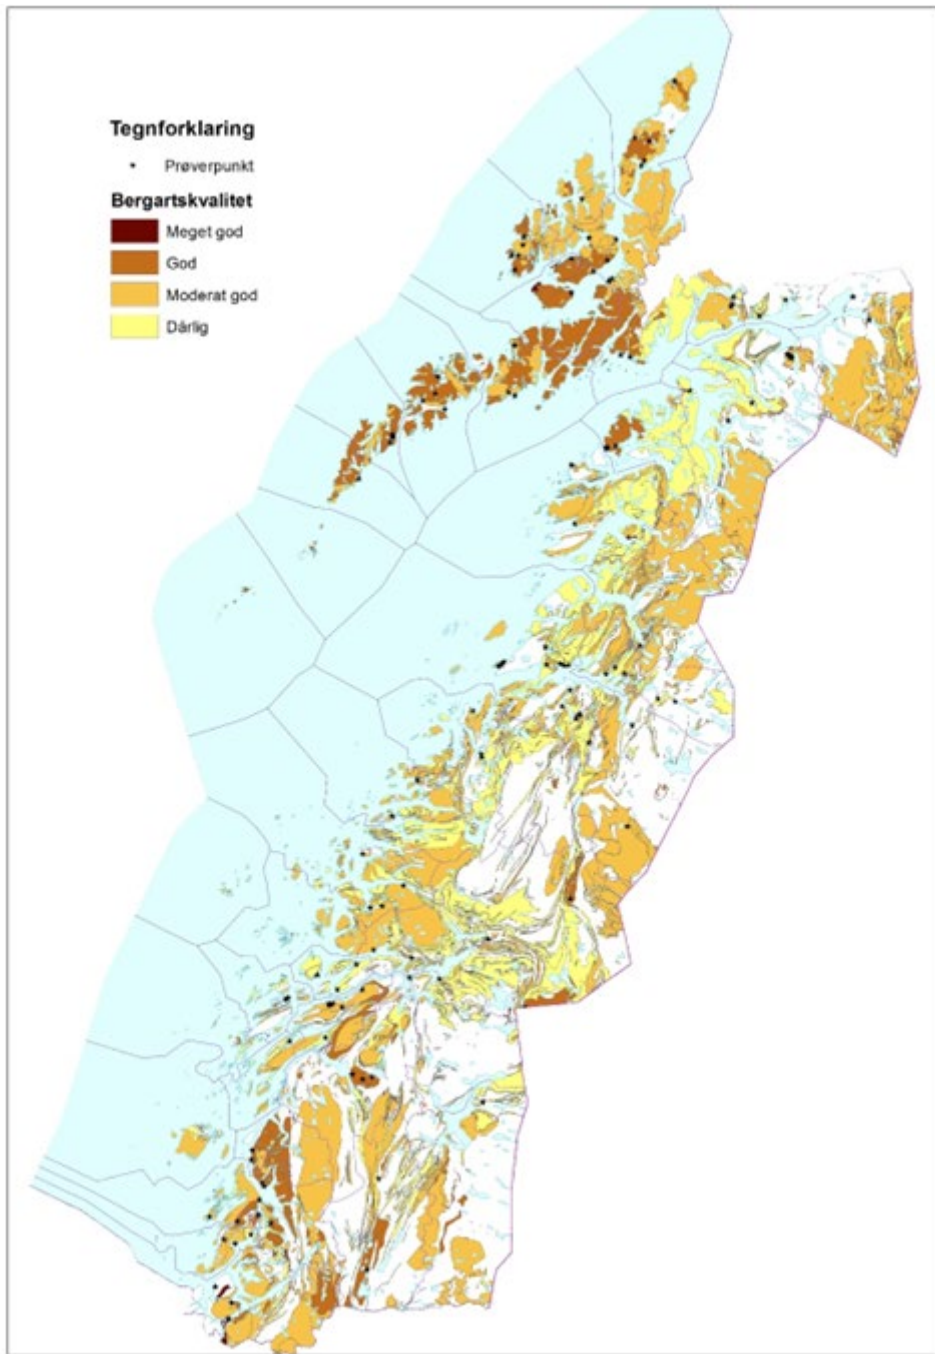 Tegnforklaring
Prøverpunkt
Bergartskvalitet
Meget god
God
Moderat god
Dårlig